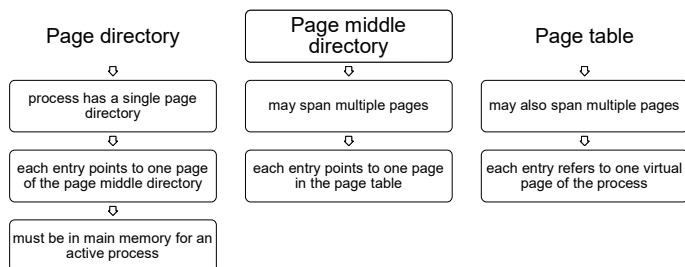 Page directory
process has a single page
directory
each entry points to one page
of the page middle directory
must be in main memory for an
active process
Page middle
directory
may span multiple pages
each entry points to one page
in the page table
Page table
may also span multiple pages
each entry refers to one virtual
page of the process